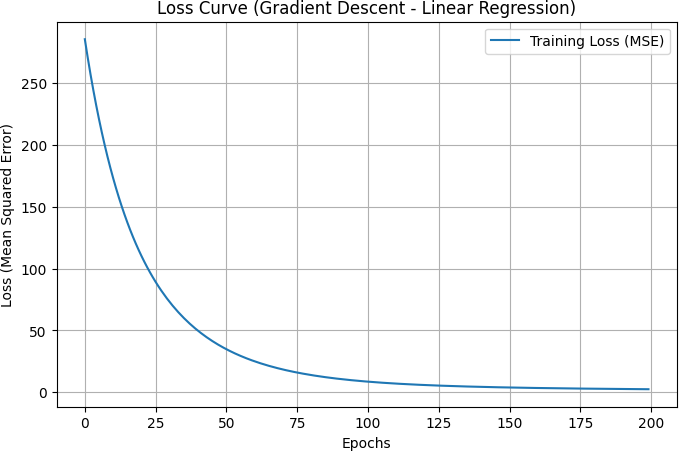 Loss Curve (Gradient Descent - Linear Regression)
Training Loss (MSE)
Loss (Mean Squared Error)
250
200
150
100
50
0
0 25 50 75 100 125 150 175 200
Epochs